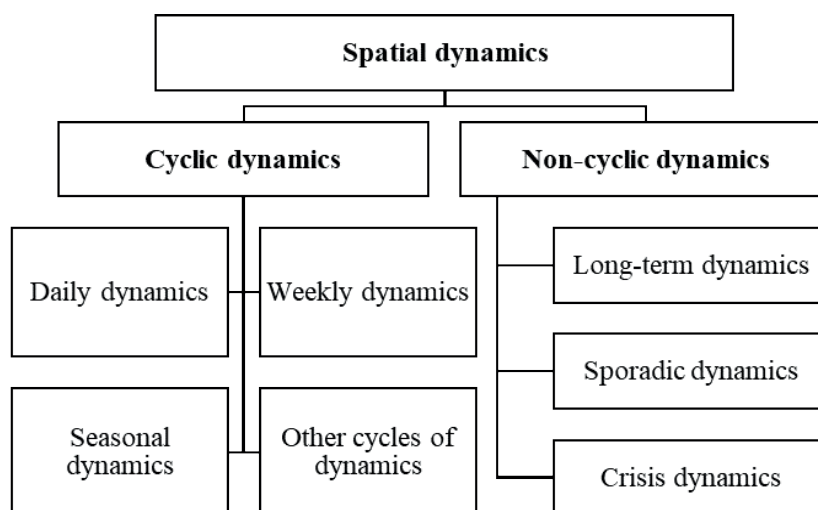 Spatial dynamics
Cyclic dynamics
Non-cyclic dynamics
Daily dynamics
Weekly dynamics
Seasonal
dynamics
Other cycles of
dynamics
Long-term dynamics
Sporadic dynamics
Crisis dynamics